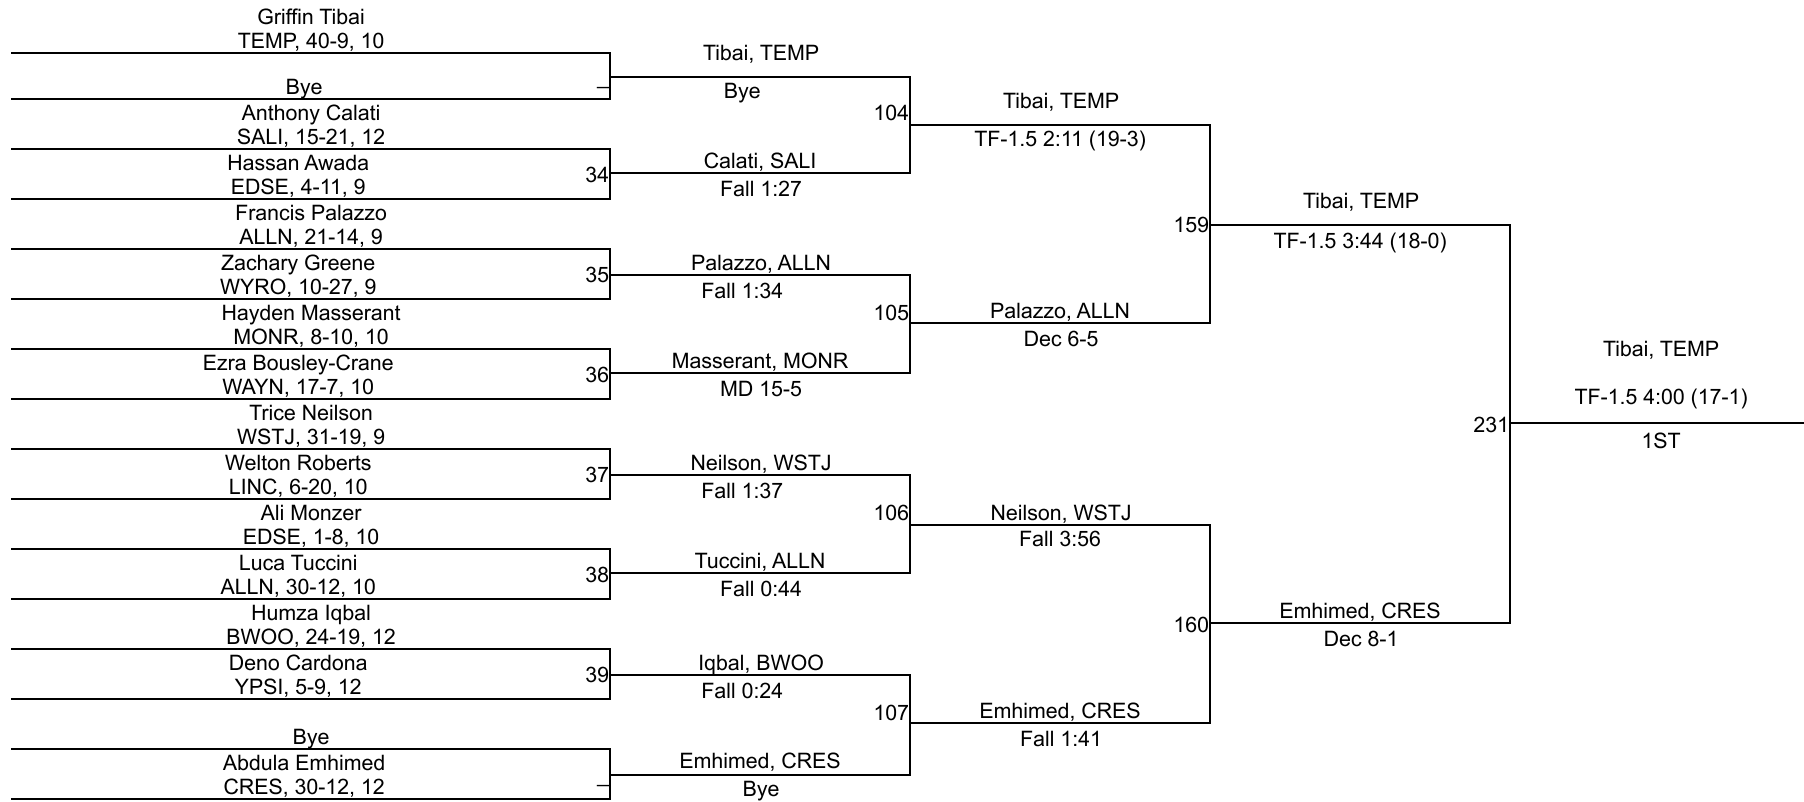 Griffin Tibai
TEMP, 40-9, 10
Bye
Anthony Calati
SALI, 15-21, 12
Hassan Awada
EDSE, 4-11, 9
Francis Palazzo
ALLN, 21-14, 9
Zachary Greene
WYRO, 10-27, 9
Hayden Masserant
MONR, 8-10, 10
Ezra Bousley-Crane
WAYN, 17-7, 10
Trice Neilson
WSTJ, 31-19, 9
Welton Roberts
LINC, 6-20, 10
Ali Monzer
EDSE, 1-8, 10
Luca Tuccini
ALLN, 30-12, 10
Humza Iqbal
BWOO, 24-19, 12
Deno Cardona
YPSI, 5-9, 12
Bye
Abdula Emhimed
CRES, 30-12, 12
–
34
35
36
37
38
39
–
Tibai, TEMP
Bye
Calati, SALI
Fall 1:27
Palazzo, ALLN
Fall 1:34
Masserant, MONR
MD 15-5
Neilson, WSTJ
Fall 1:37
Tuccini, ALLN
Fall 0:44
Iqbal, BWOO
Fall 0:24
Emhimed, CRES
Bye
104
105
106
107
Tibai, TEMP
TF-1.5 2:11 (19-3)
Palazzo, ALLN
Dec 6-5
Neilson, WSTJ
Fall 3:56
Emhimed, CRES
Fall 1:41
159
160
Tibai, TEMP
TF-1.5 3:44 (18-0)
Emhimed, CRES
Dec 8-1
231
Tibai, TEMP
TF-1.5 4:00 (17-1)
1ST